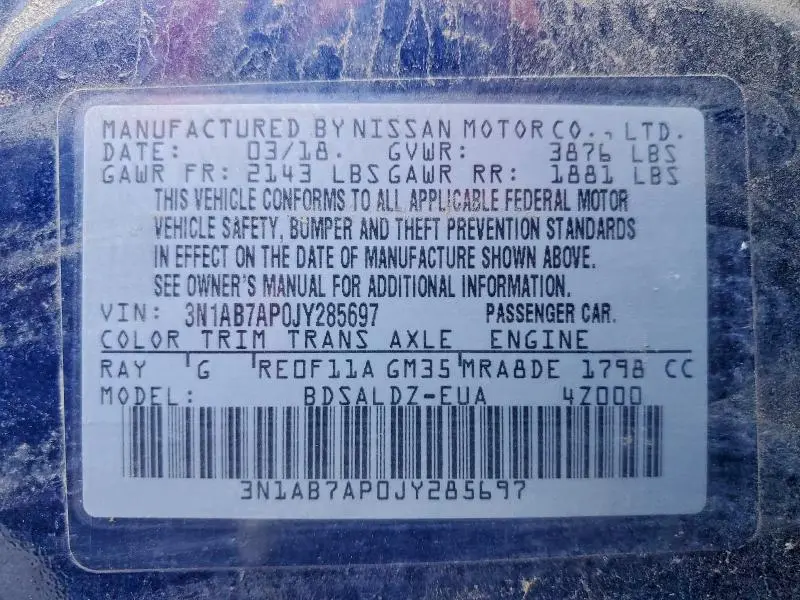 MANUFACTURED BY NISSAN MOTOR CO., LTD.
DATE: 03/18. GVWR: 3876 LBS
GAWR FR: 2143 LBS GAWR RR: 1881 LBS
THIS VEHICLE CONFORMS TO ALL APPLICABLE FEDERAL MOTOR
VEHICLE SAFETY, BUMPER AND THEFT PREVENTION STANDARDS
IN EFFECT ON THE DATE OF MANUFACTURE SHOWN ABOVE.
SEE OWNER'S MANUAL FOR ADDITIONAL INFORMATION.
VIN: 3N1AB7AP0JY285697 PASSENGER CAR.
COLOR TRIM TRANS AXLE ENGINE
RAY G RE0F11A GM35 MRA8DE 1798 CC
MODEL: BDSALDZ-EUA 4Z000
3N1AB7AP0JY285697